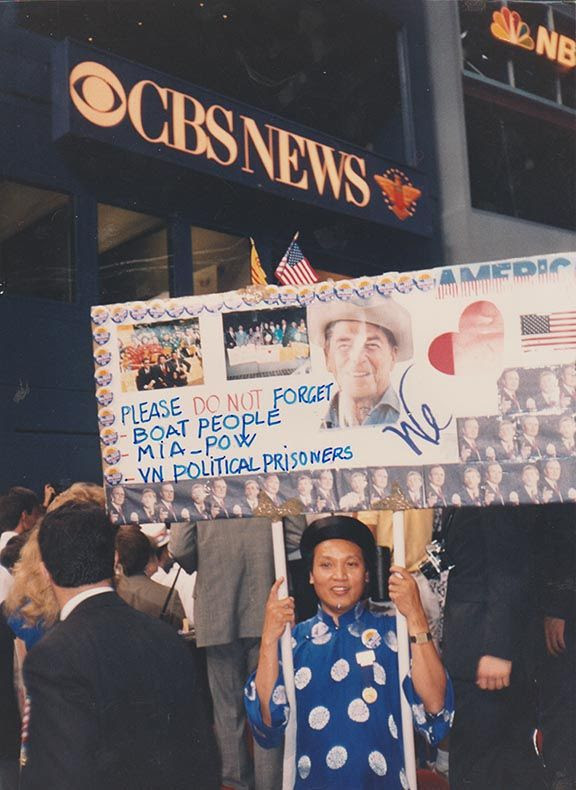 CBS NEWS
NB
AMERIC
PLEASE DO NOT FORGET
- BOAT PEOPLE
- MIA - POW
- VN POLITICAL PRISONERS
We